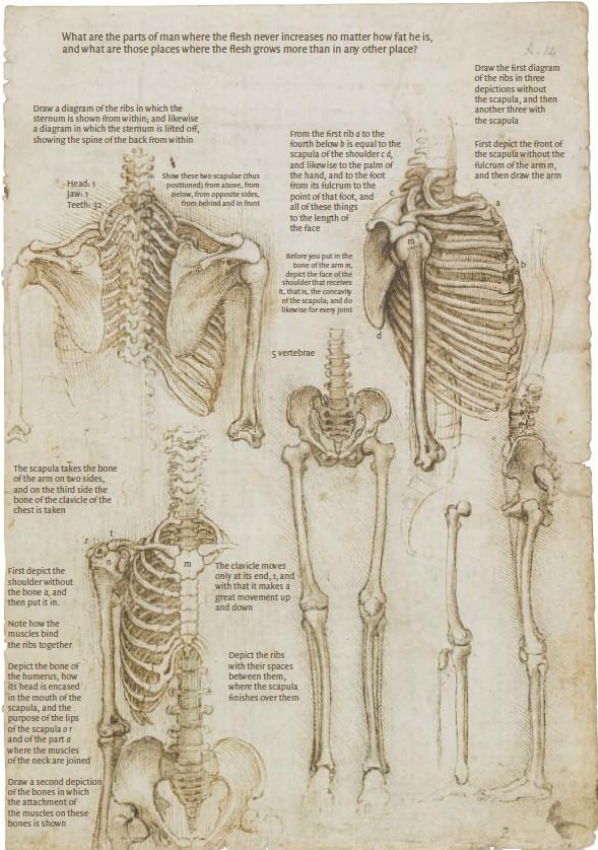 What are the parts of man where the flesh never increases no matter how fat he is,
and what are those places where the flesh grows more than in any other place?
A. 14
Draw the first diagram
of the ribs in three
depictions without
the scapula, and then
another three with
the scapula
First depict the front of
the scapula without the
fulcrum of the arm m,
and then draw the arm
Draw a diagram of the ribs in which the
sternum is shown from within; and likewise
a diagram in which the sternum is lifted off,
showing the spine of the back from within
From the first rib a to the
fourth below b is equal to the
scapula of the shoulder c d,
and likewise to the palm of
the hand, and to the foot
from its fulcrum to the
point of that foot, and
all of these things
to the length of
the face
Head: 1
Jaw: 1
Teeth: 32
Show these two scapulae (thus
positioned) from above, from
below, from opposite sides,
from behind and in front
c
a
m
b
d
Before you put in the
bone of the arm m,
depict the face of the
shoulder that receives
it, that is, the concavity
of the scapula; and do
likewise for every joint
5 vertebrae
The scapula takes the bone
of the arm on two sides,
and on the third side the
bone of the clavicle of the
chest is taken
r
t
o
n
m
The clavicle moves
only at its end, t, and
with that it makes a
great movement up
and down
First depict the
shoulder without
the bone a, and
then put it in.
Note how the
muscles bind
the ribs together
Depict the bone of
the humerus, how
its head is encased
in the mouth of the
scapula, and the
purpose of the lips
of the scapula o r
and of the part a
where the muscles
of the neck are joined
Depict the ribs
with their spaces
between them,
where the scapula
finishes over them
Draw a second depiction
of the bones in which
the attachment of
the muscles on these
bones is shown
2